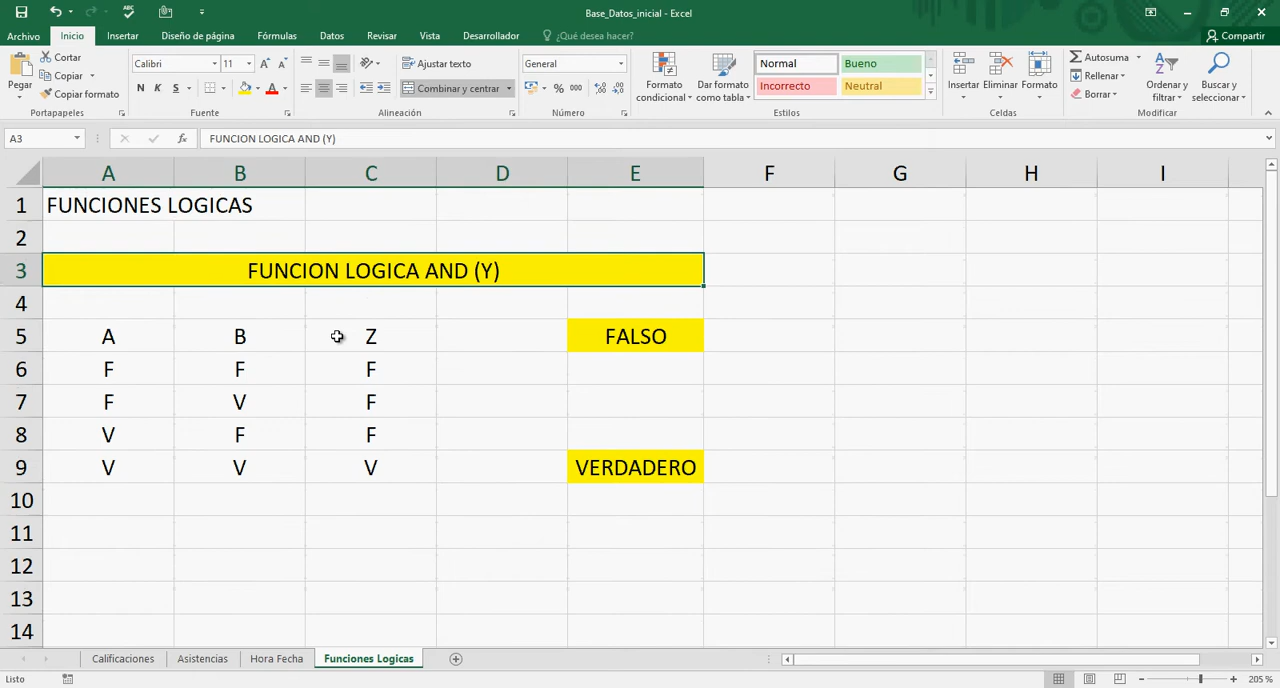 Base_Datos_inicial - Excel
Archivo Inicio Insertar Diseño de página Fórmulas Datos Revisar Vista Desarrollador ¿Qué desea hacer? Compartir
Pegar
Cortar
Copiar
Copiar formato
Portapapeles
Calibri 11
N K S
Fuente
Ajustar texto
Combinar y centrar
Alineación
General
% 000
Número
Formato condicional
Dar formato como tabla
Normal Bueno
Incorrecto Neutral
Estilos
Insertar Eliminar Formato
Celdas
Autosuma
Rellenar
Borrar
Ordenar y filtrar
Buscar y seleccionar
Modificar
A3 fx FUNCION LOGICA AND (Y)
A B C D E F G H I
1 FUNCIONES LOGICAS
2
3 FUNCION LOGICA AND (Y)
4
5 A B Z FALSO
6 F F F
7 F V F
8 V F F
9 V V V VERDADERO
10
11
12
13
14
Calificaciones Asistencias Hora Fecha Funciones Logicas
Listo 205 %